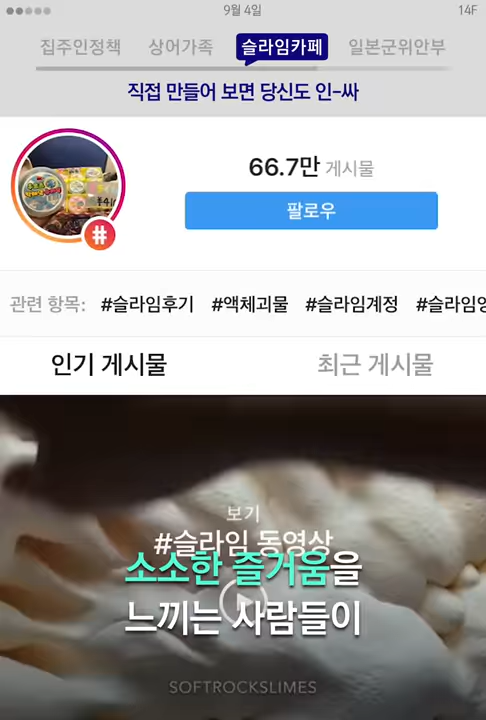 9월 4일
14F
집주인정책 상어가족 슬라임카페 일본군위안부
직접 만들어 보면 당신도 인-싸
66.7만 게시물
팔로우
#
관련 항목: #슬라임후기 #액체괴물 #슬라임계정 #슬라임앙
인기 게시물 최근 게시물
보기
#슬라임 동영상
소소한 즐거움을
느끼는 사람들이
SOFTROCKSLIMES